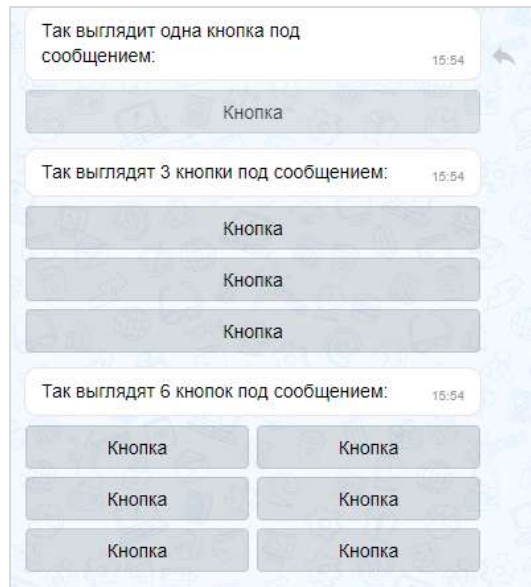 Так выглядит одна кнопка под
сообщением:
15:54
Кнопка
Так выглядят 3 кнопки под сообщением:
15:54
Кнопка
Кнопка
Кнопка
Так выглядят 6 кнопок под сообщением:
15:54
Кнопка Кнопка
Кнопка Кнопка
Кнопка Кнопка